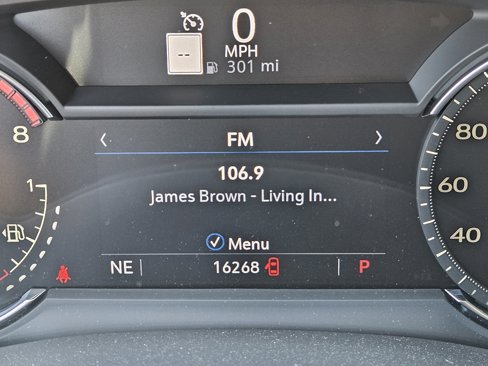 0
MPH
--
301 mi
8
< FM >
80
106.9
1
60
James Brown - Living In...
Menu
40
NE 16268 P